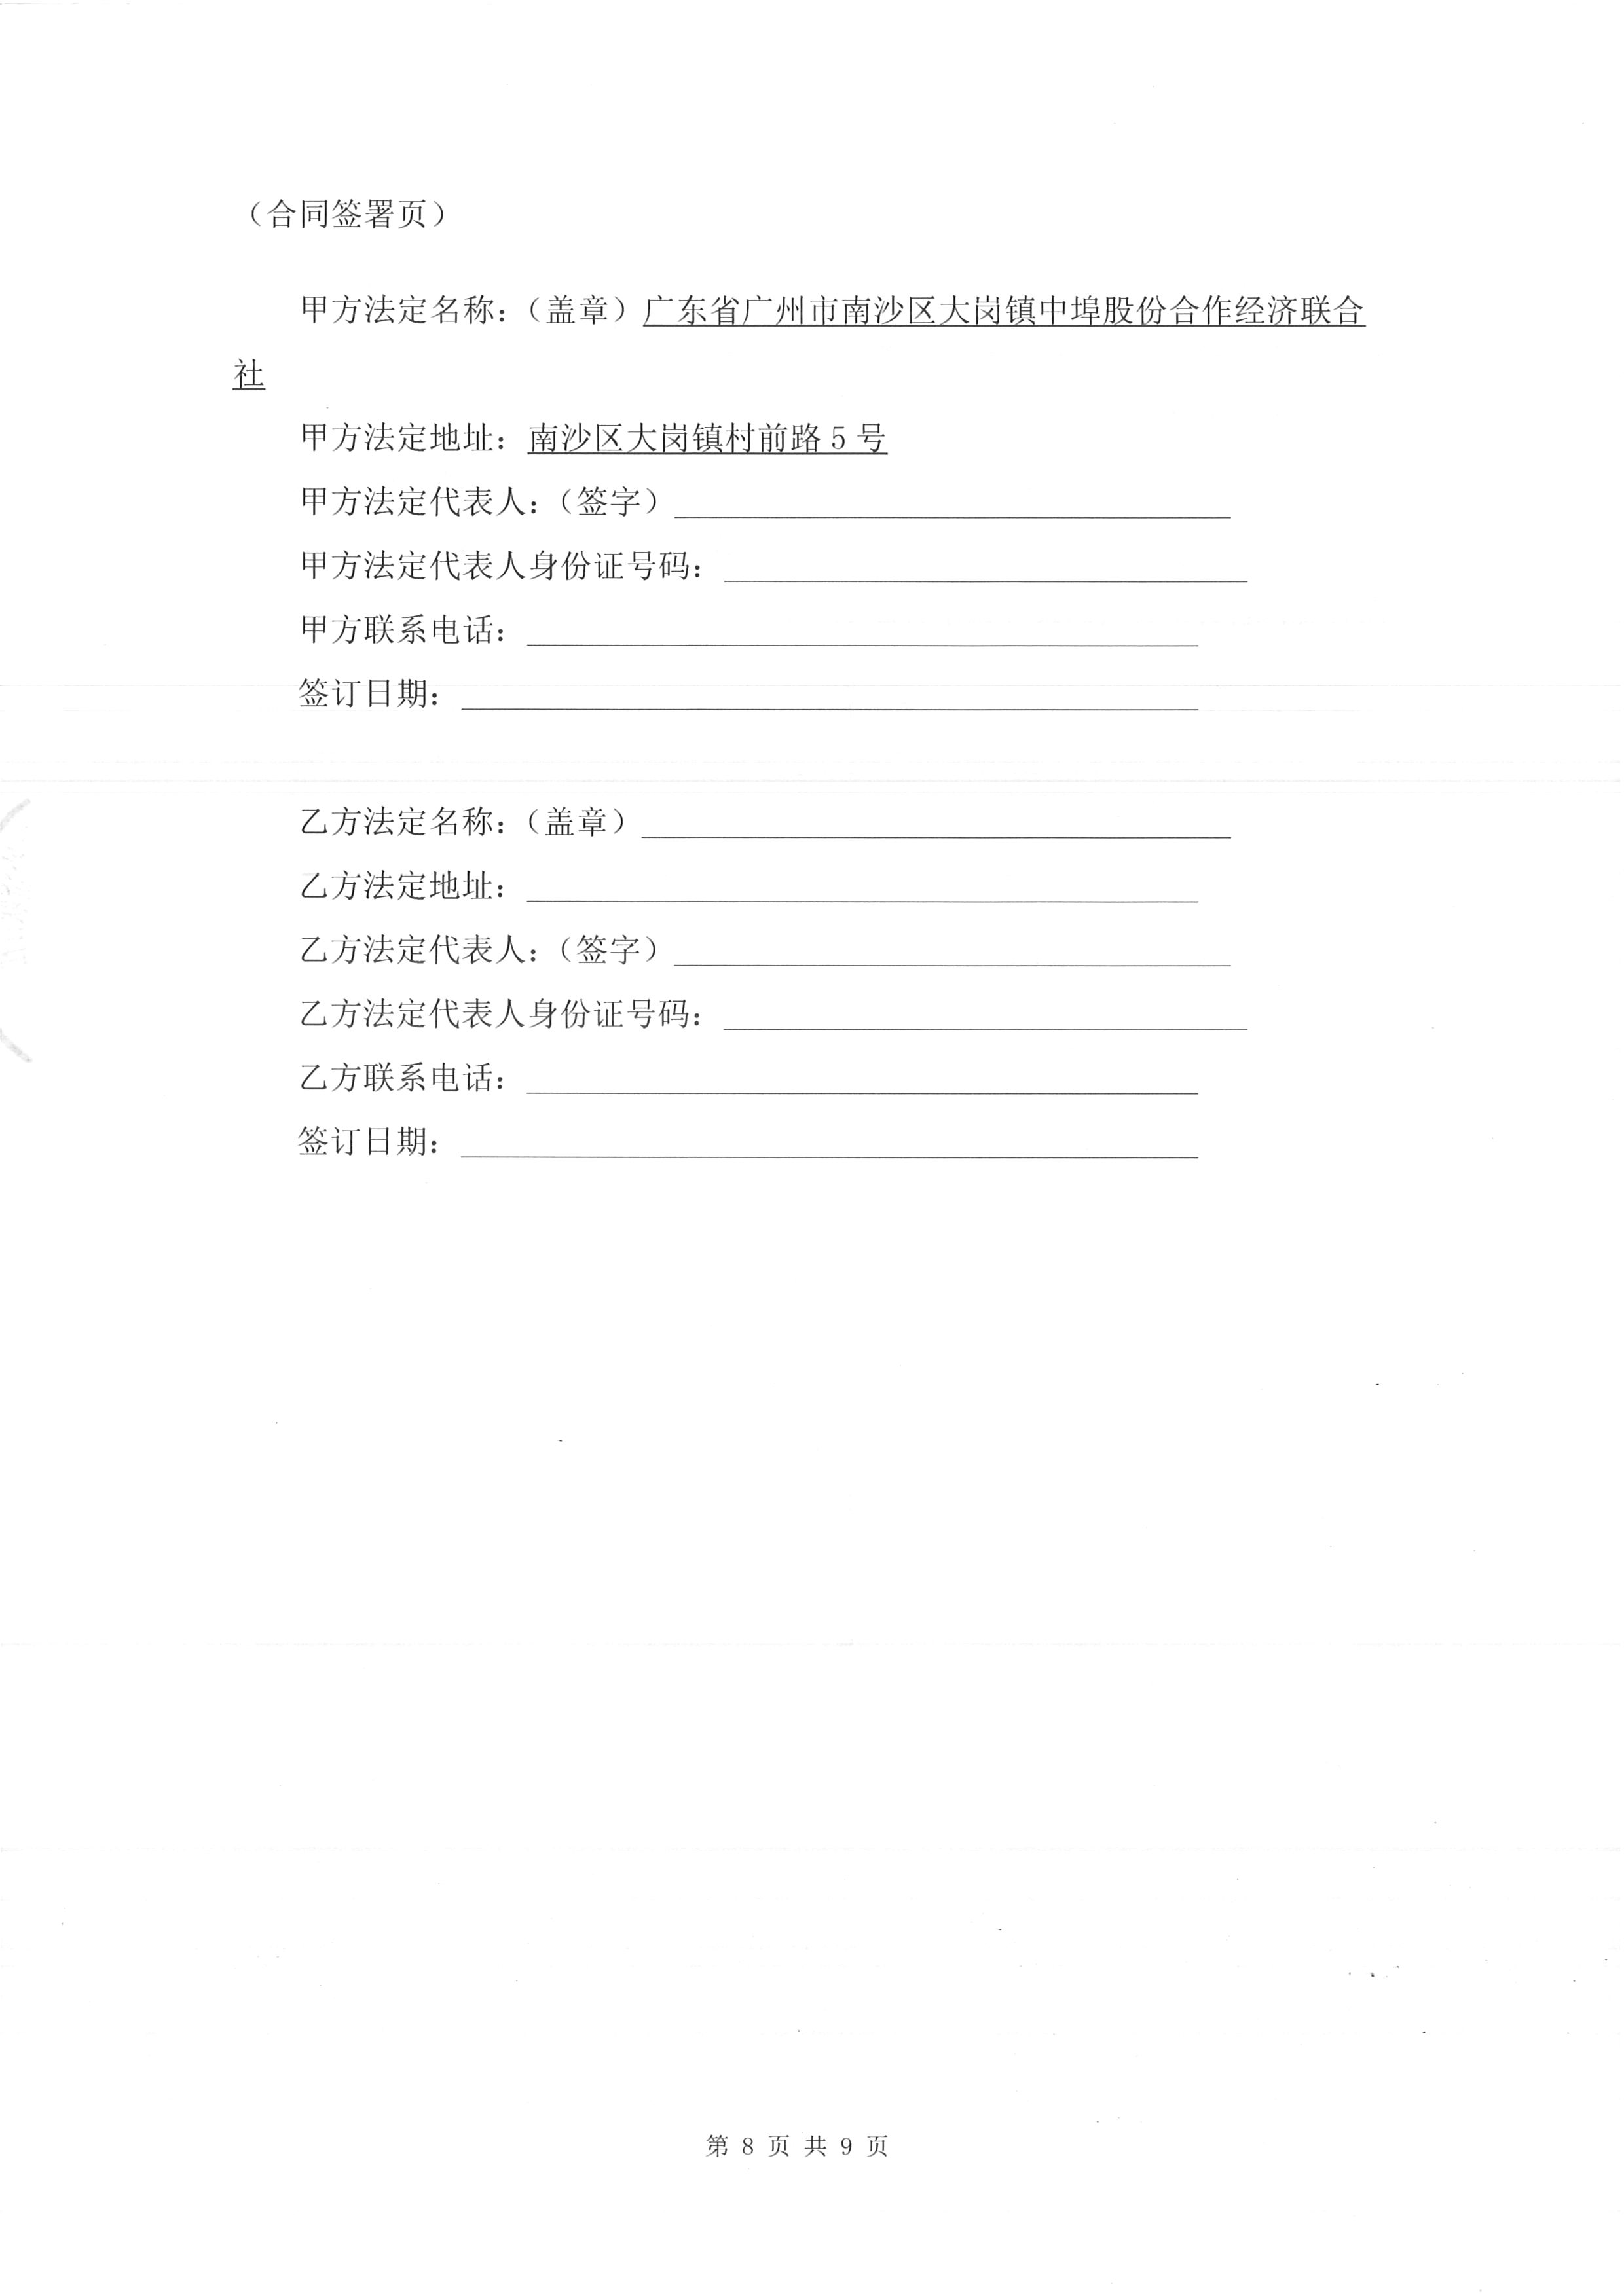 （合同签署页）
甲方法定名称：（盖章）广东省广州市南沙区大岗镇中埠股份合作经济联合
社
甲方法定地址：南沙区大岗镇村前路 5 号
甲方法定代表人：（签字）
甲方法定代表人身份证号码：
甲方联系电话：
签订日期：
乙方法定名称：（盖章）
乙方法定地址：
乙方法定代表人：（签字）
乙方法定代表人身份证号码：
乙方联系电话：
签订日期：
第 8 页 共 9 页